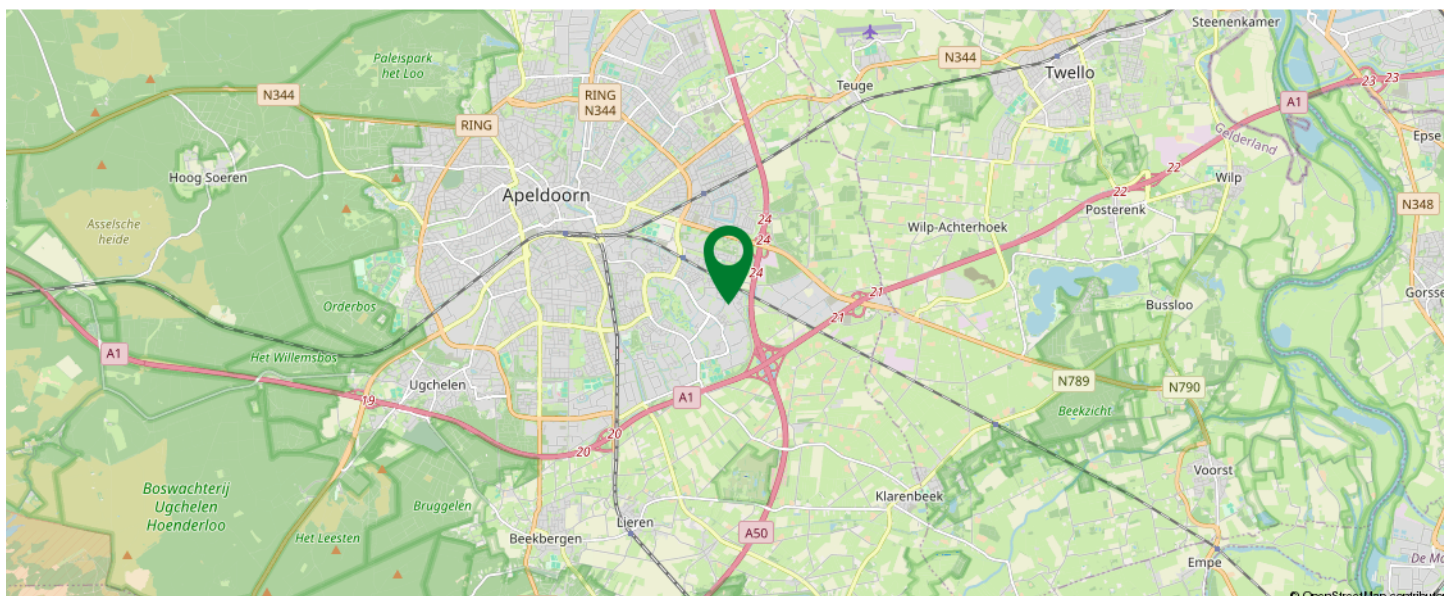 Steenenkamer
Paleispark
het Loo
N344
Twello
Teuge
23
23
A1
N344
RING
N344
RING
Gelderland
Epse
Hoog Soeren
22
Wilp
22
Apeldoorn
Posterenk
N348
Asselsche
heide
24
24
Wilp-Achterhoek
24
21
Gorsse
Orderbos
21
Bussloo
A1
Het Willemsbos
Ugchelen
N789
N790
19
A1
Beekzicht
20
20
Voorst
Boswachterij
Ugchelen
Hoenderloo
Bruggelen
Klarenbeek
Lieren
Het Leesten
Beekbergen
A50
Empe
De Ma
© OpenStreetMap contributor